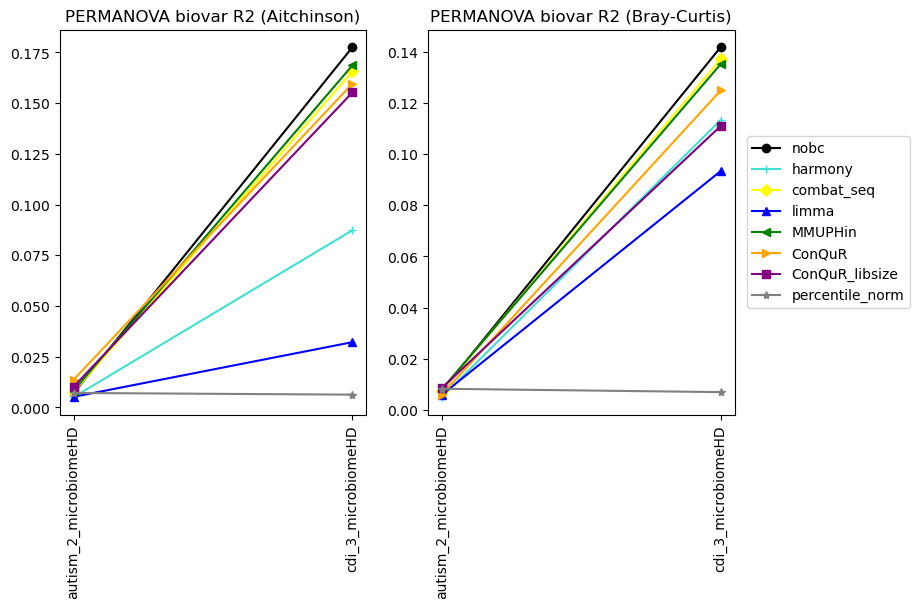 PERMANOVA biovar R2 (Aitchinson)
0.175
0.150
0.125
0.100
0.075
0.050
0.025
0.000
autism_2_microbiomeHD
cdi_3_microbiomeHD
PERMANOVA biovar R2 (Bray-Curtis)
0.14
0.12
0.10
0.08
0.06
0.04
0.02
0.00
autism_2_microbiomeHD
cdi_3_microbiomeHD
nobc
harmony
combat_seq
limma
MMUPHin
ConQuR
ConQuR_libsize
percentile_norm